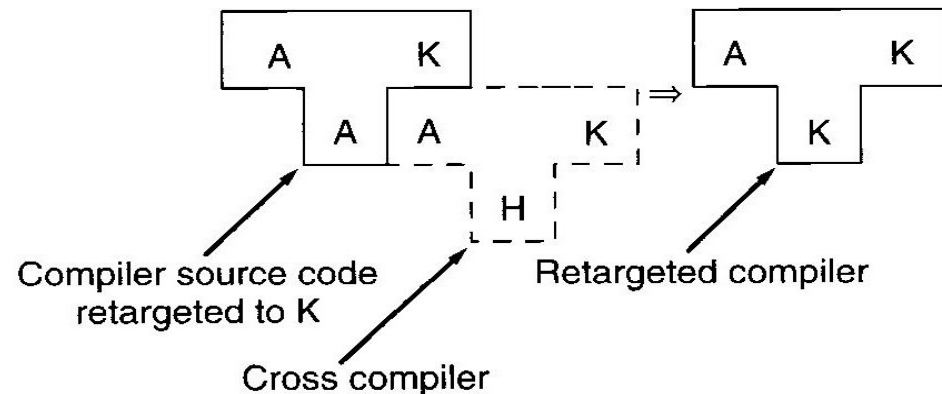 A K A K
A A K ⇒ K
H
Compiler source code
retargeted to K
Retargeted compiler
Cross compiler